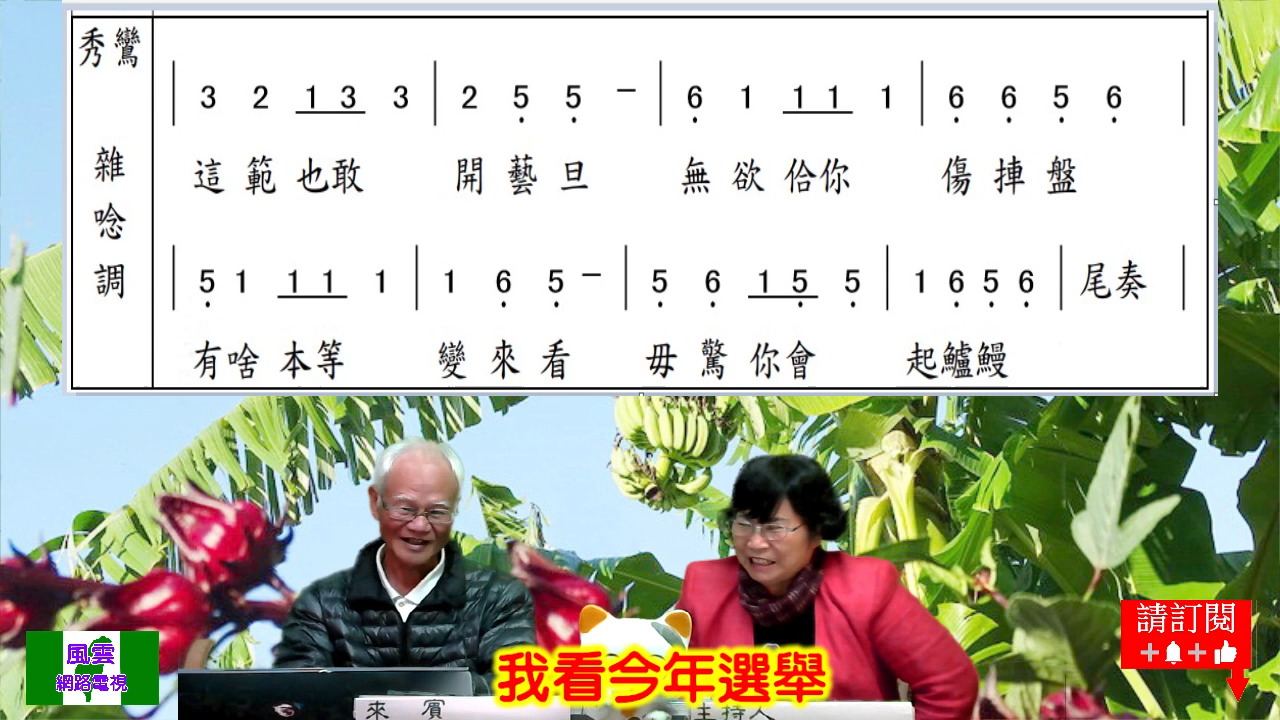 秀鸞
雜唸調
| 3 2 1 3 3 | 2 5 5 － | 6 1 1 1 1 | 6 6 5 6 |
這範也敢 開藝旦 無欲佮你 傷捙盤
| 5 1 1 1 1 | 1 6 5 － | 5 6 1 5 5 | 1 6 5 6 | 尾奏 |
有啥本等 變來看 毋驚你會 起鱸鰻
請訂閱
風雲
網路電視
我看今年選舉
來賓
主持人